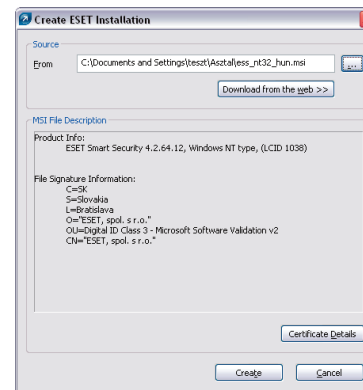 Create ESET Installation
Source
From
C:\Documents and Settings\teszt\Asztal\ess_nt32_hun.msi
...
Download from the web >>
MSI File Description
Product Info:
ESET Smart Security 4.2.64.12, Windows NT type, (LCID 1038)
File Signature Information:
C=SK
S=Slovakia
L=Bratislava
O="ESET, spol. s r.o."
OU=Digital ID Class 3 - Microsoft Software Validation v2
CN="ESET, spol. s r.o."
Certificate Details
Create
Cancel